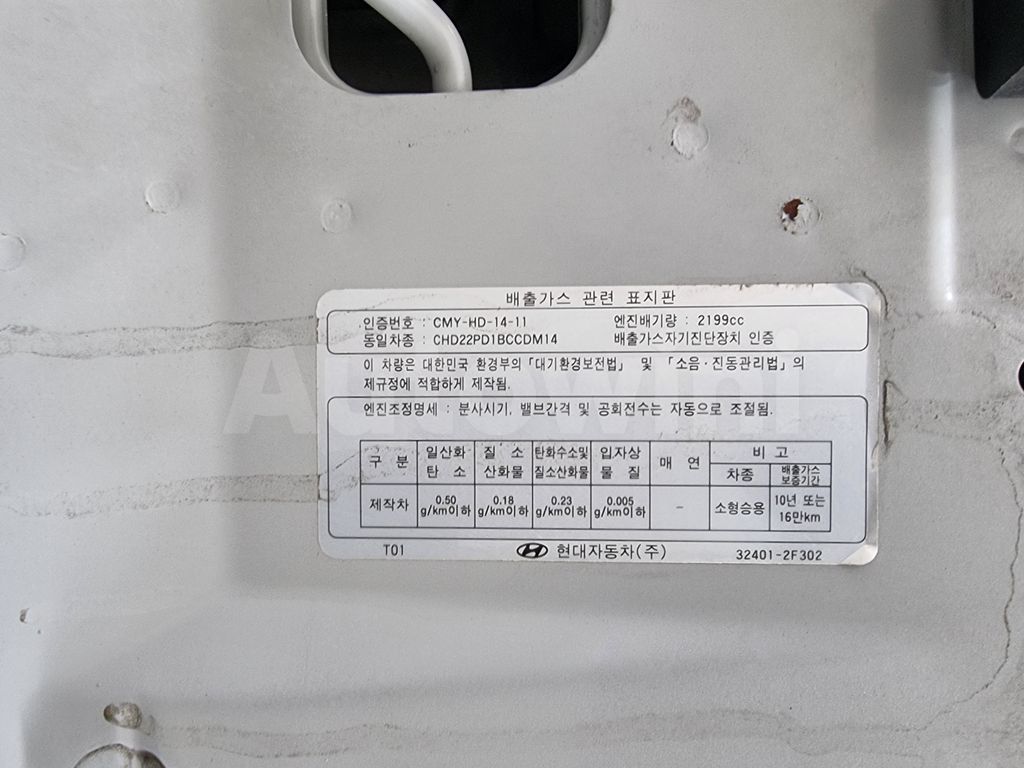 배출가스 관련 표지판
인증번호 : CMY-HD-14-11 엔진배기량 : 2199cc
동일차종 : CHD22PD1BCCDM14 배출가스자기진단장치 인증
이 차량은 대한민국 환경부의 「대기환경보전법」 및 「소음·진동관리법」의
제규정에 적합하게 제작됨.
엔진조정명세 : 분사시기, 밸브간격 및 공회전수는 자동으로 조절됨.
구 분 일산화 탄 소 질 소 산화물 탄화수소및 질소산화물 입자상 물 질 매 연 비 고
차종 배출가스 보증기간
제작차 0.50 g/km이하 0.18 g/km이하 0.23 g/km이하 0.005 g/km이하 - 소형승용 10년 또는 16만km
T01 현대자동차(주) 32401-2F302
Autowini